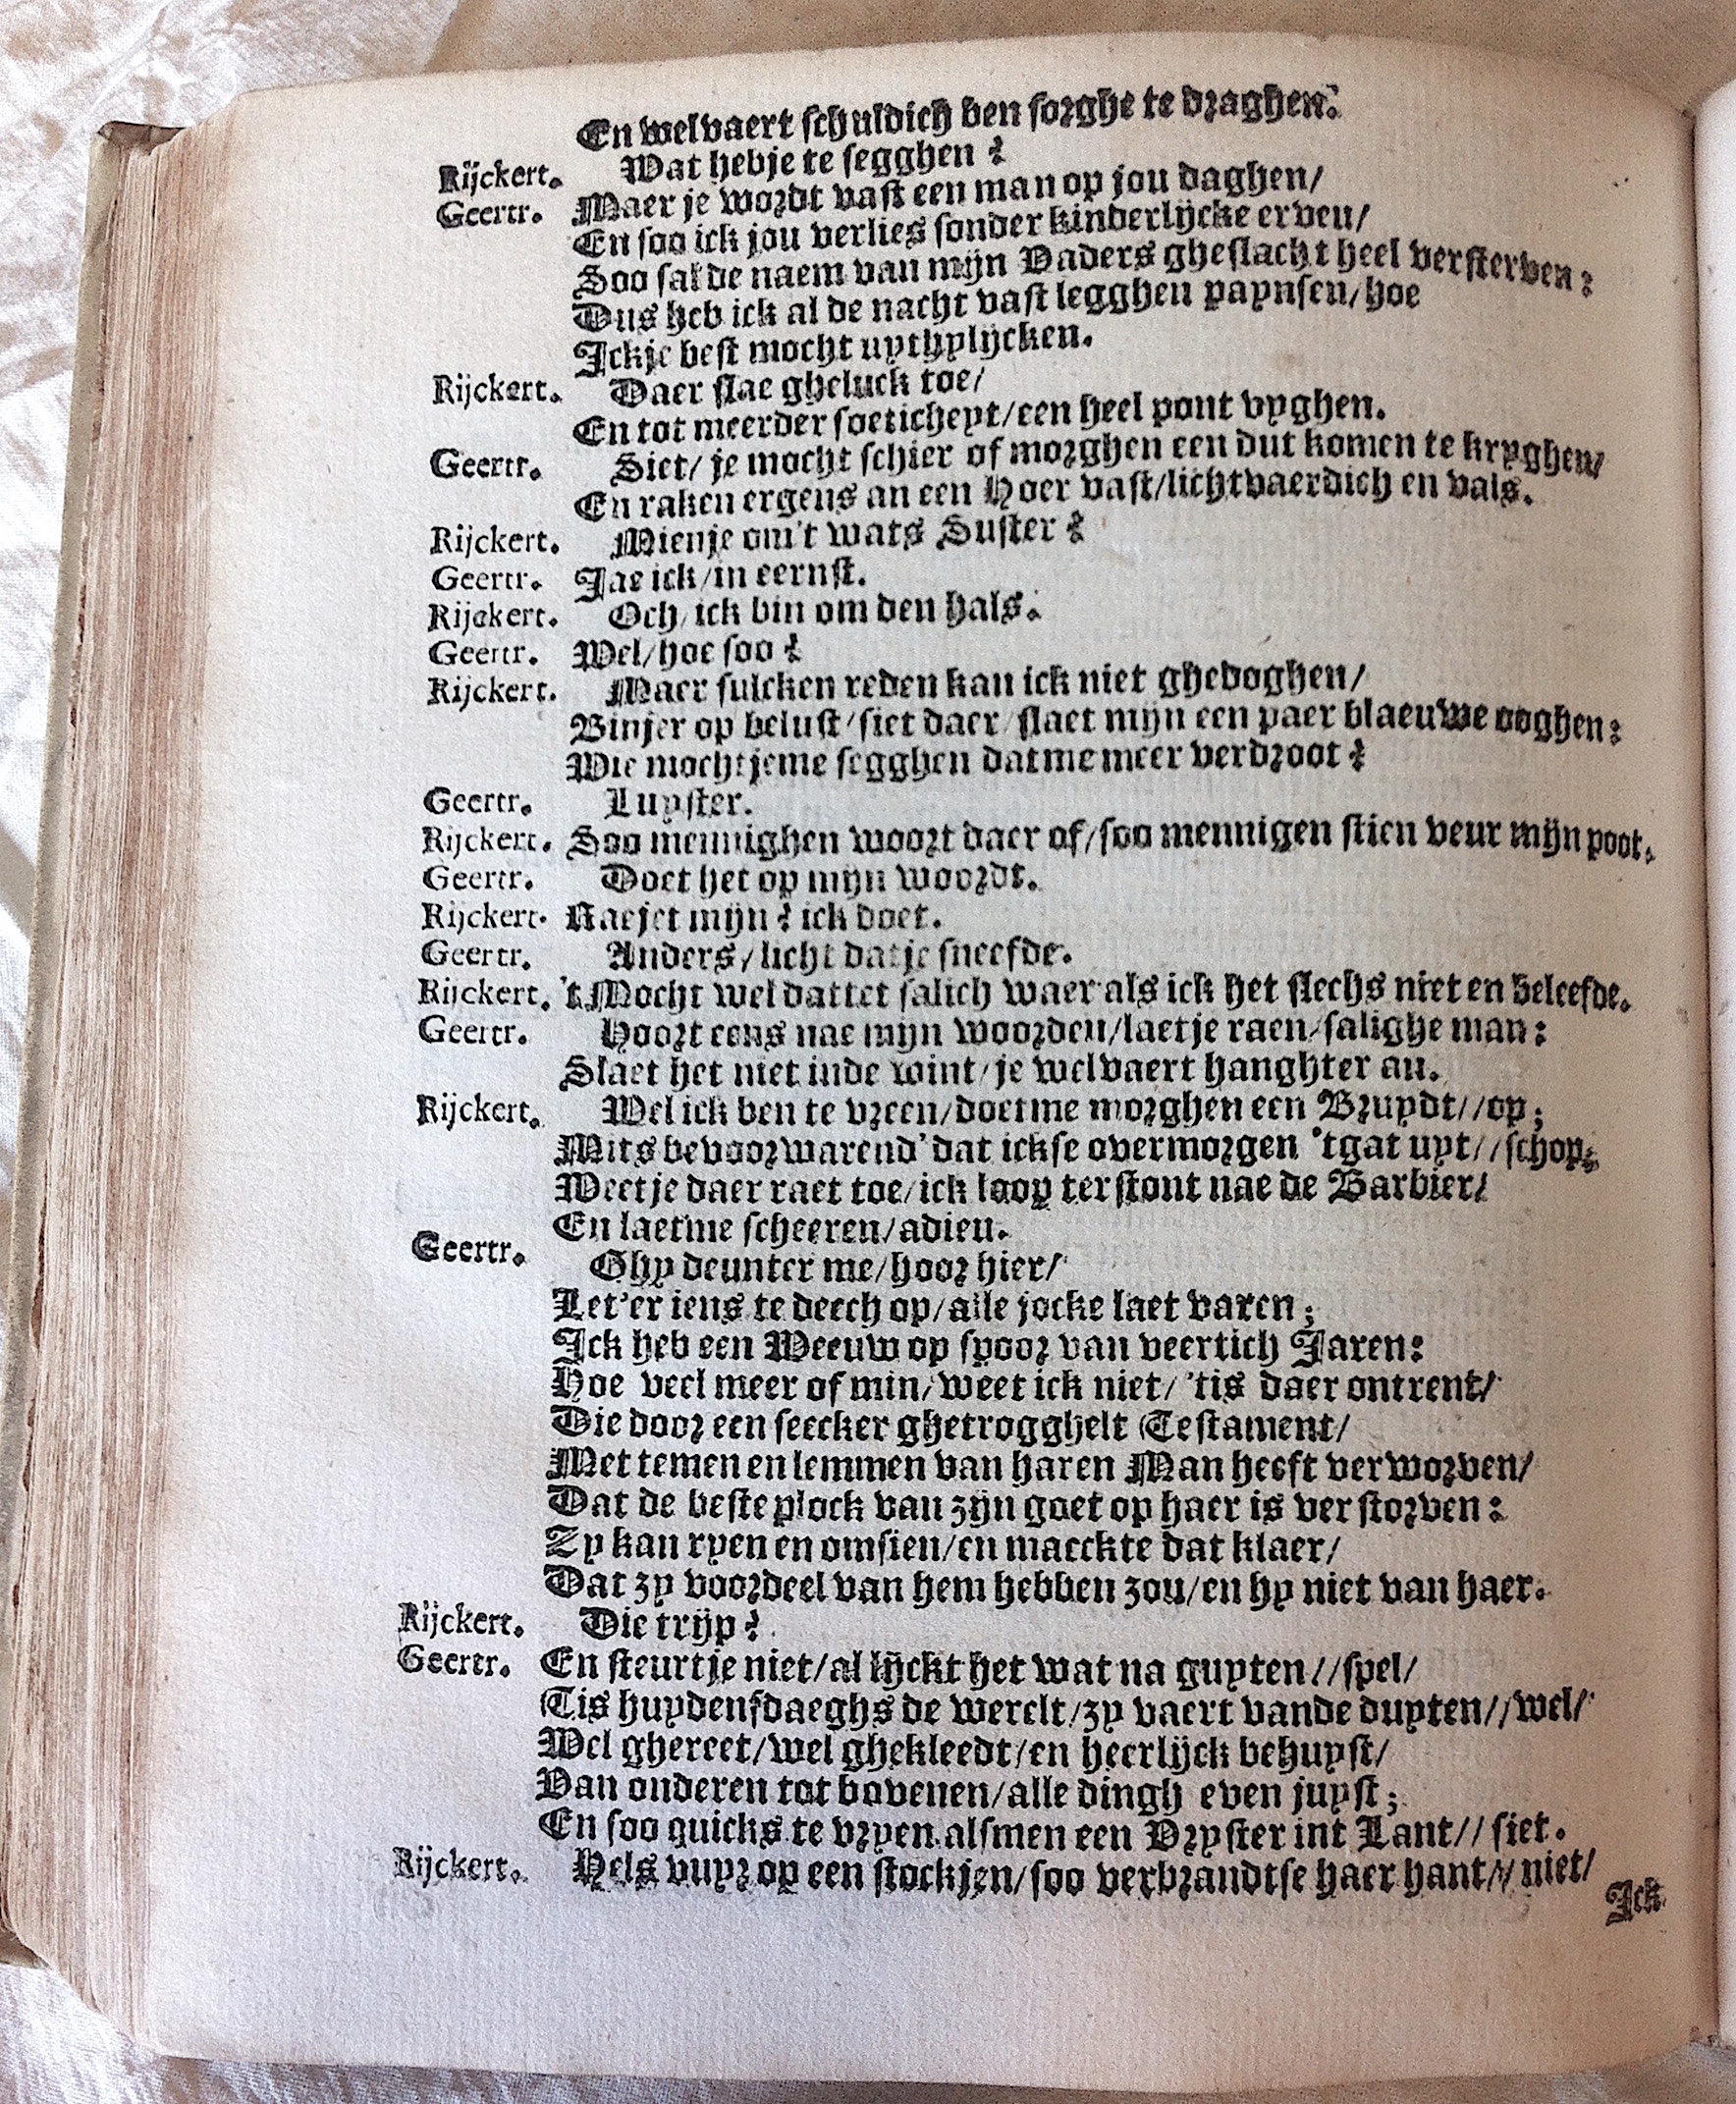 En welvaert schuldich ben sorghe te draghen.
Rijckert. Wat hebje te segghen?
Geertr. Maer je wordt vast een man op jou daghen/
En soo ick jou verlies sonder kinderlijcke erven/
Soo sal de naem van mijn Vaders gheslacht heel versterven:
Dus heb ick al de nacht vast legghen paynsen/hoe
Ickje best mocht uythylijcken.
Rijckert. Daer slae gheluck toe/
En tot meerder soeticheyt/een heel pont vyghen.
Geertr. Siet/ je mocht schier of morghen een dut komen te kryghen/
En raken ergens an een Hoer vast/lichtvaerdich en vals.
Rijckert. Mienje om't wats Suster?
Geertr. Jae ick/in eernst.
Rijckert. Och/ick bin om den hals.
Geertr. Wel/hoe soo?
Rijckert. Maer sulcken reden kan ick niet ghedoghen/
Binjer op belust/siet daer/slaet mijn een paer blaeuwe ooghen:
Wie mochtjeme segghen datme meer verdroot?
Geertr. Luyster.
Rijckert. Soo mennighen woort daer of/soo mennigen stien veur mijn poot.
Geertr. Doet het op mijn woordt.
Rijckert. Raejet mijn? ick doet.
Geertr. Anders/licht datje sneefde.
Rijckert. 't Mocht wel dattet salich waer als ick het slechs niet en beleefde.
Geertr. Hoort eens nae mijn woorden/laetje raen/salighe man:
Slaet het niet inde wint/je welvaert hanghter an.
Rijckert. Wel ick ben te vreen/doetme morghen een Bruydt//op;
Mits bevoorwarend' dat ickse overmorgen 'tgat uyt//schop;
Weetje daer raet toe/ick loop terstont nae de Barbier/
En laetme scheeren/adieu.
Geertr. Ghy deunter me/hoor hier/
Let'er iens te deech op/alle jocke laet varen;
Ick heb een Weeuw op spoor van veertich Jaren:
Hoe veel meer of min/weet ick niet/'tis daer ontrent/
Die door een seecker ghetrogghelt Testament/
Met temen en lemmen van haren Man heeft verworven/
Dat de beste plock van zijn goet op haer is verstorven:
Zy kan ryen en omsien/en maeckte dat klaer/
Dat zy voordeel van hem hebben zou/en hy niet van haer.
Rijckert. Die trijp?
Geertr. En steurtje niet/al lijckt het wat na guyten//spel/
Tis huydensdaeghs de werelt/zy vaert vande duyten//wel/
Wel ghereet/wel ghekleedt/en heerlijck behuyst/
Van onderen tot bovenen/alle dingh even juyst;
En soo quicks te vryen alsmen een Vryster int Lant//siet.
Rijckert. Hels vuyr op een stockjen/soo verbrandtse haer hant//niet/
Ick